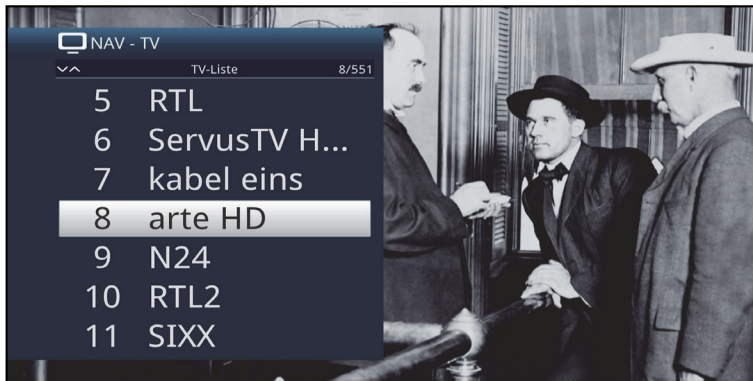 NAV - TV
TV-Liste 8/551
5 RTL
6 ServusTV H...
7 kabel eins
8 arte HD
9 N24
10 RTL2
11 SIXX